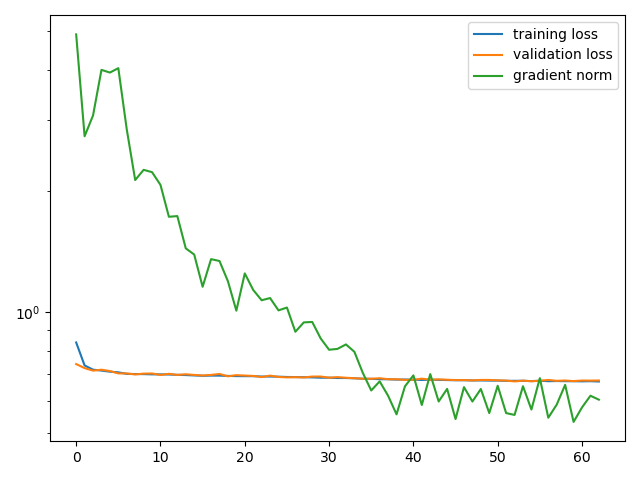 training loss
validation loss
gradient norm
10⁰
0 10 20 30 40 50 60